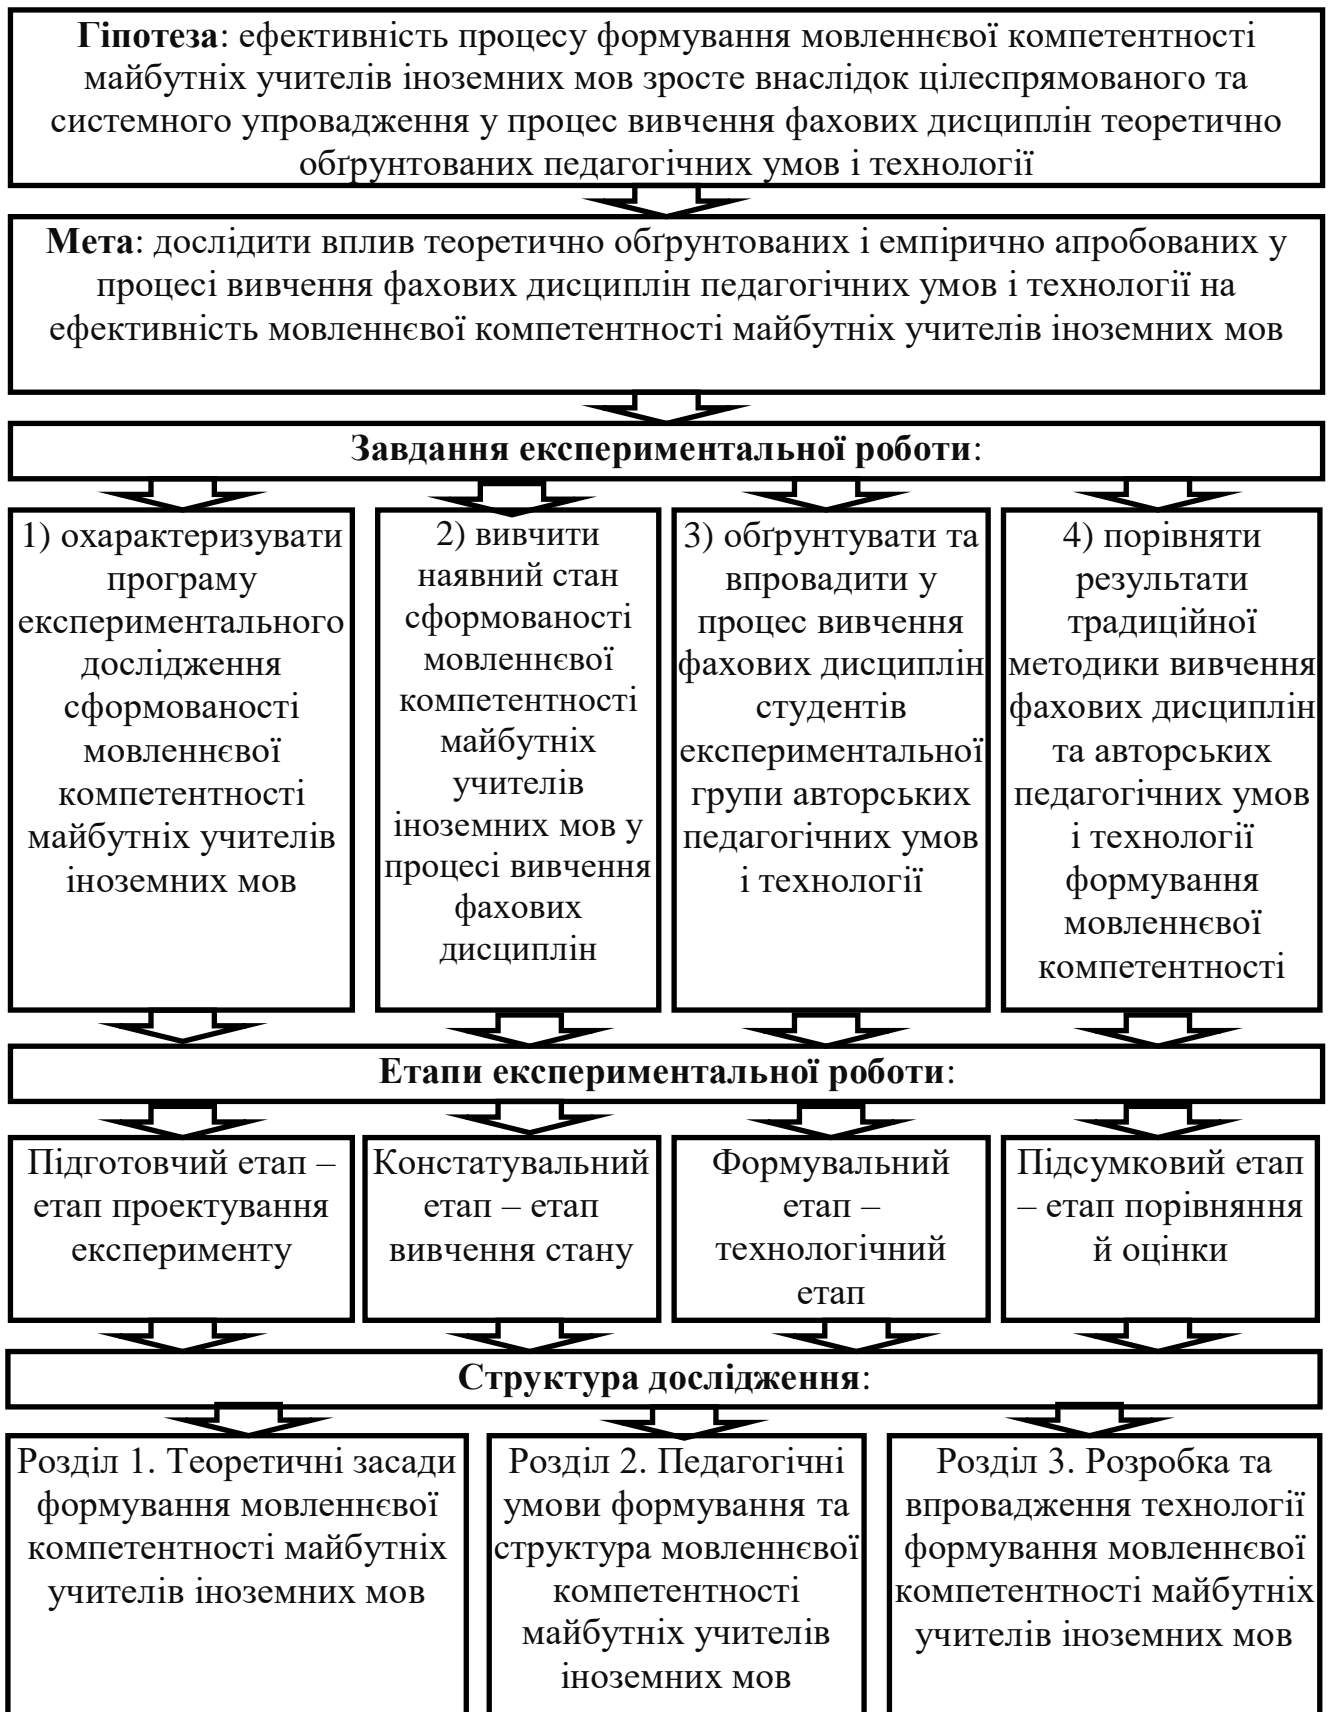 Гіпотеза: ефективність процесу формування мовленнєвої компетентності
майбутніх учителів іноземних мов зросте внаслідок цілеспрямованого та
системного упровадження у процес вивчення фахових дисциплін теоретично
обґрунтованих педагогічних умов і технології
Мета: дослідити вплив теоретично обґрунтованих і емпірично апробованих у
процесі вивчення фахових дисциплін педагогічних умов і технології на
ефективність мовленнєвої компетентності майбутніх учителів іноземних мов
Завдання експериментальної роботи:
1) охарактеризувати
програму
експериментального
дослідження
сформованості
мовленнєвої
компетентності
майбутніх учителів
іноземних мов
2) вивчити
наявний стан
сформованості
мовленнєвої
компетентності
майбутніх
учителів
іноземних мов у
процесі вивчення
фахових
дисциплін
3) обґрунтувати та
впровадити у
процес вивчення
фахових дисциплін
студентів
експериментальної
групи авторських
педагогічних умов
і технології
4) порівняти
результати
традиційної
методики вивчення
фахових дисциплін
та авторських
педагогічних умов
і технології
формування
мовленнєвої
компетентності
Етапи експериментальної роботи:
Підготовчий етап –
етап проектування
експерименту
Констатувальний
етап – етап
вивчення стану
Формувальний
етап –
технологічний
етап
Підсумковий етап
– етап порівняння
й оцінки
Структура дослідження:
Розділ 1. Теоретичні засади
формування мовленнєвої
компетентності майбутніх
учителів іноземних мов
Розділ 2. Педагогічні
умови формування та
структура мовленнєвої
компетентності
майбутніх учителів
іноземних мов
Розділ 3. Розробка та
впровадження технології
формування мовленнєвої
компетентності майбутніх
учителів іноземних мов